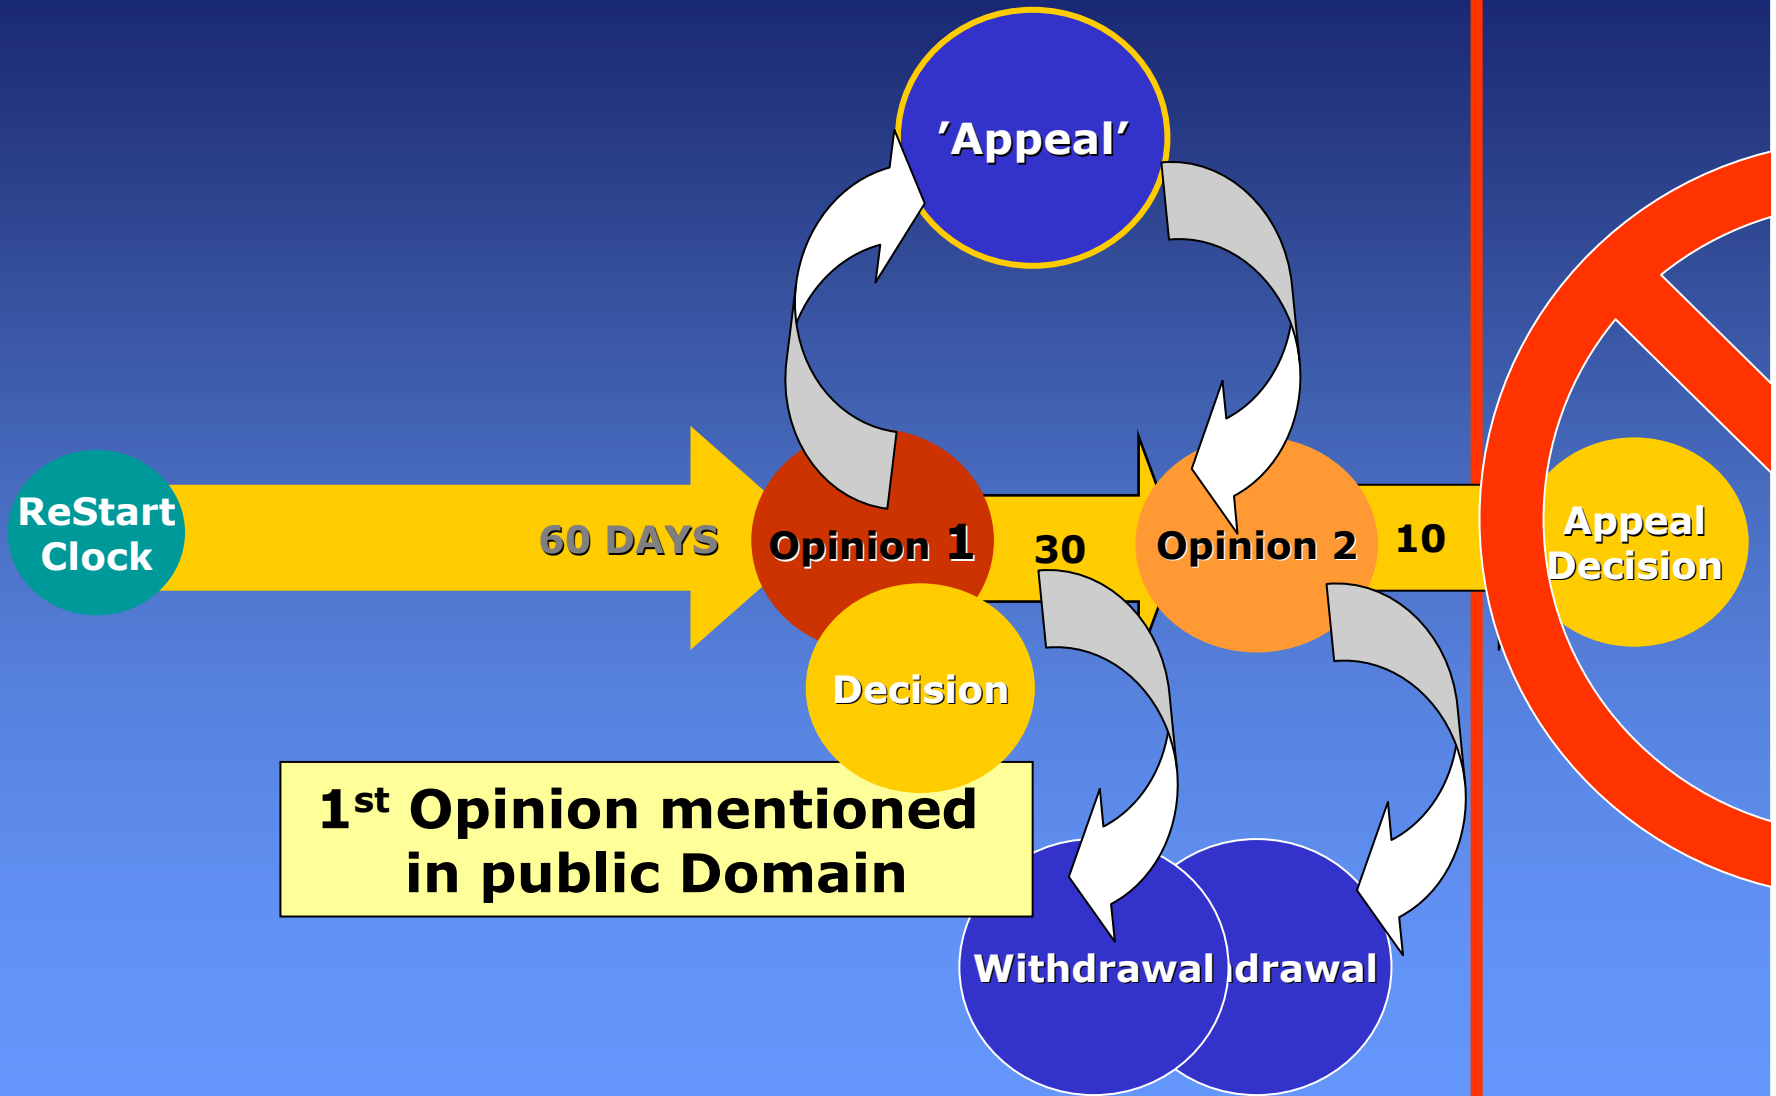 ’Appeal’
ReStart
Clock
60 DAYS
Opinion 1
30
Opinion 2
10
Appeal
Decision
Decision
1st Opinion mentioned
in public Domain
Withdrawal
drawal